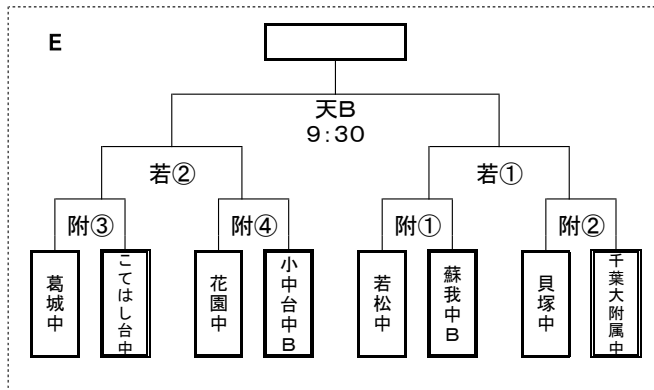 E
天B
9:30
若②
若①
附③
附④
附①
附②
葛城中
こてはし台中
花園中
小中台中B
若松中
蘇我中B
貝塚中
千葉大附属中